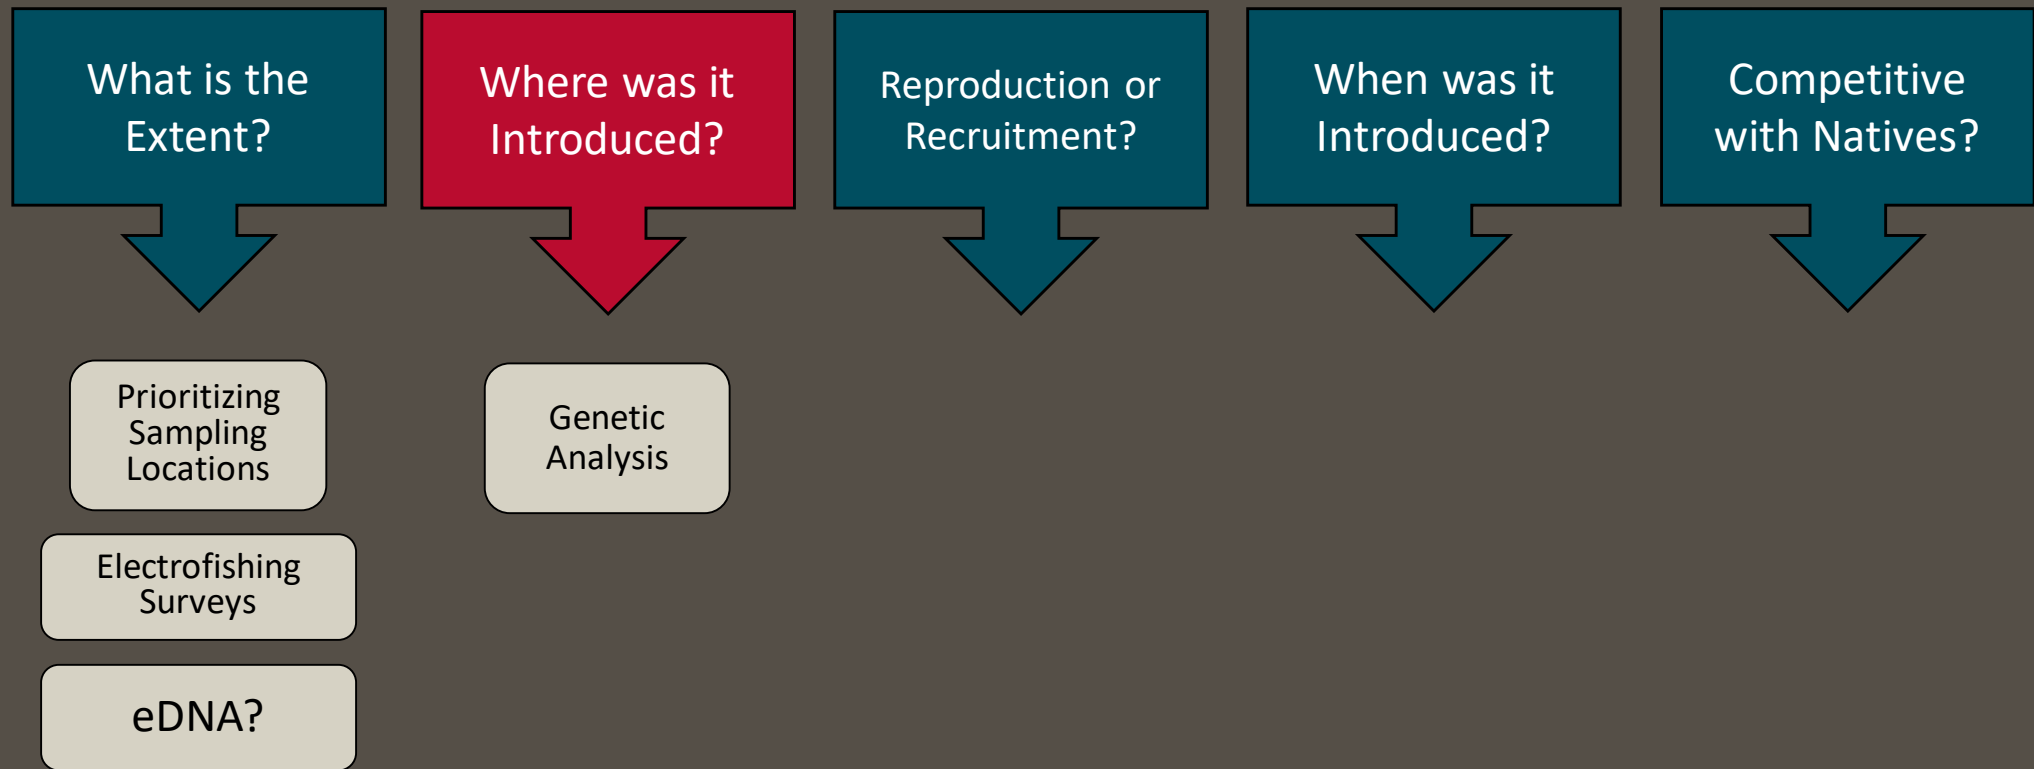 What is the
Extent?
Where was it
Introduced?
Reproduction or
Recruitment?
When was it
Introduced?
Competitive
with Natives?
Prioritizing
Sampling
Locations
Genetic
Analysis
Electrofishing
Surveys
eDNA?